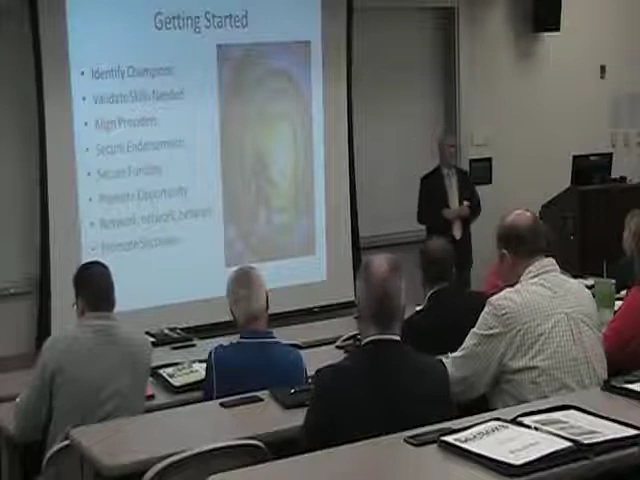 Getting Started
• Identify Champions
• Validate Skills Needed
• Align Providers
• Secure Endorsements
• Secure Funding
• Promote Opportunity
• Network, network, network
• Promote Successes